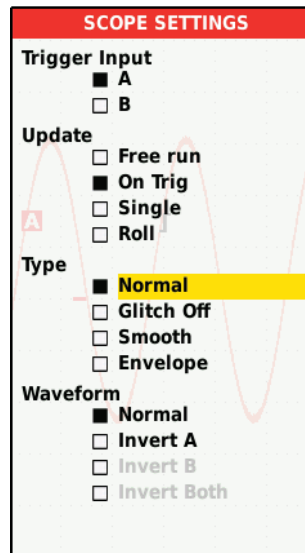 SCOPE SETTINGS
Trigger Input
A
B
Update
Free run
On Trig
Single
A
Roll
Type
Normal
Glitch Off
Smooth
Envelope
Waveform
Normal
Invert A
Invert B
Invert Both